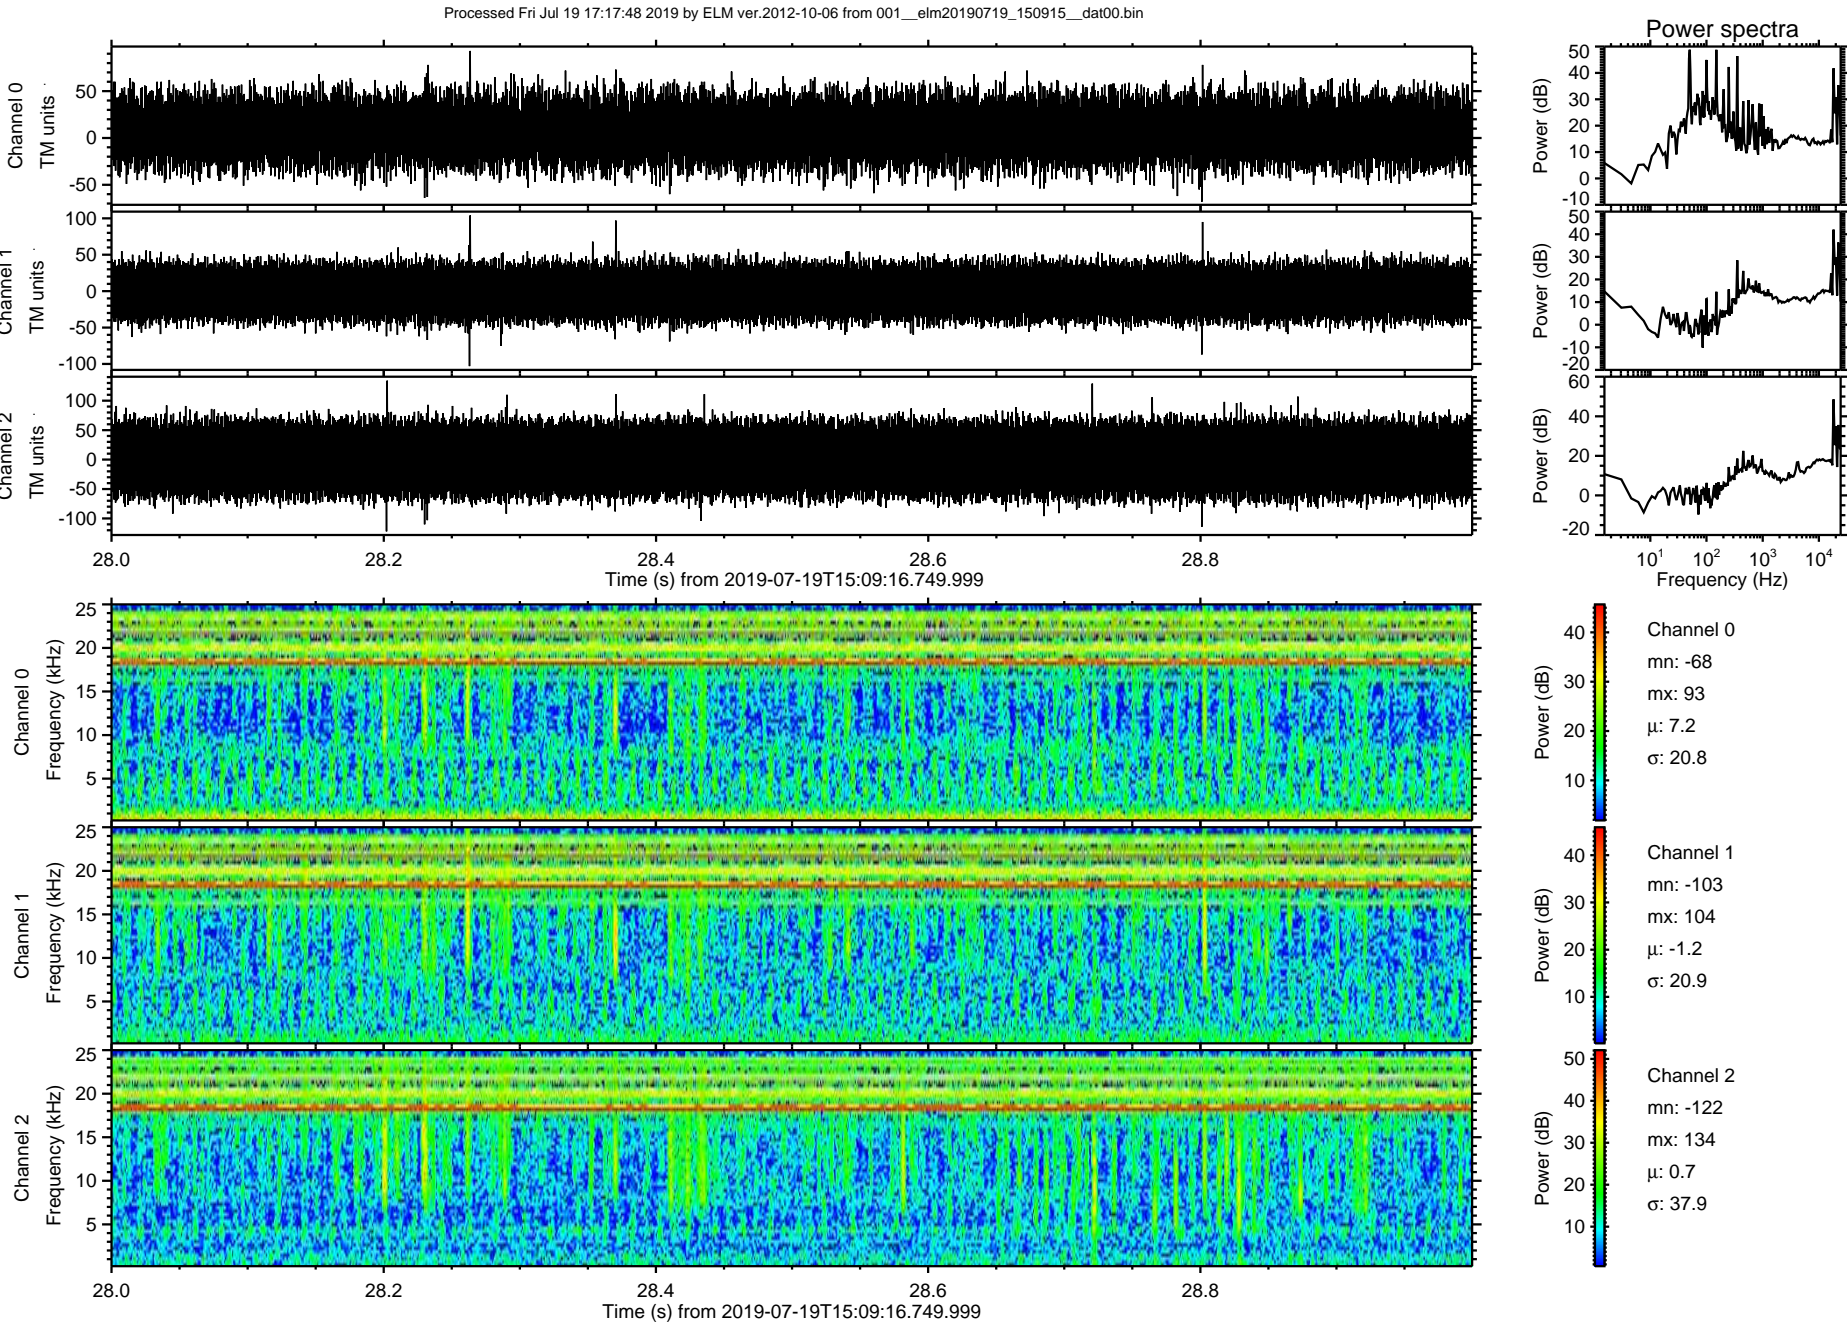 Processed Fri Jul 19 17:17:48 2019 by ELM ver.2012-10-06 from 001__elm20190719_150915__dat00.bin
Power spectra
Channel 0
TM units
50
0
-50
Power (dB)
50
40
30
20
10
0
-10
Channel 1
TM units
100
50
0
-50
-100
Power (dB)
50
40
30
20
10
0
-10
-20
Channel 2
TM units
100
50
0
-50
-100
Power (dB)
60
40
20
0
-20
28.0 28.2 28.4 28.6 28.8
Time (s) from 2019-07-19T15:09:16.749.999
10^1 10^2 10^3 10^4
Frequency (Hz)
Channel 0
Frequency (kHz)
25
20
15
10
5
Power (dB)
40
30
20
10
Channel 0
mn: -68
mx: 93
μ: 7.2
σ: 20.8
Channel 1
Frequency (kHz)
25
20
15
10
5
Power (dB)
40
30
20
10
Channel 1
mn: -103
mx: 104
μ: -1.2
σ: 20.9
Channel 2
Frequency (kHz)
25
20
15
10
5
Power (dB)
50
40
30
20
10
Channel 2
mn: -122
mx: 134
μ: 0.7
σ: 37.9
28.0 28.2 28.4 28.6 28.8
Time (s) from 2019-07-19T15:09:16.749.999